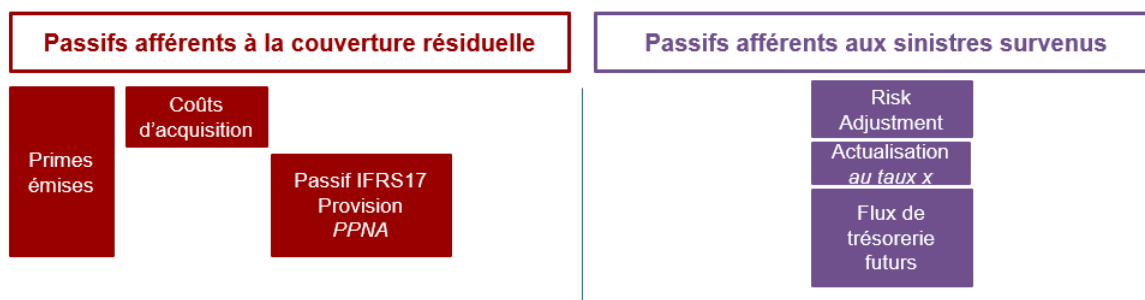 Passifs afférents à la couverture résiduelle
Passifs afférents aux sinistres survenus
Primes
émises
Coûts
d’acquisition
Passif IFRS17
Provision
PPNA
Risk
Adjustment
Actualisation
au taux x
Flux de
trésorerie
futurs